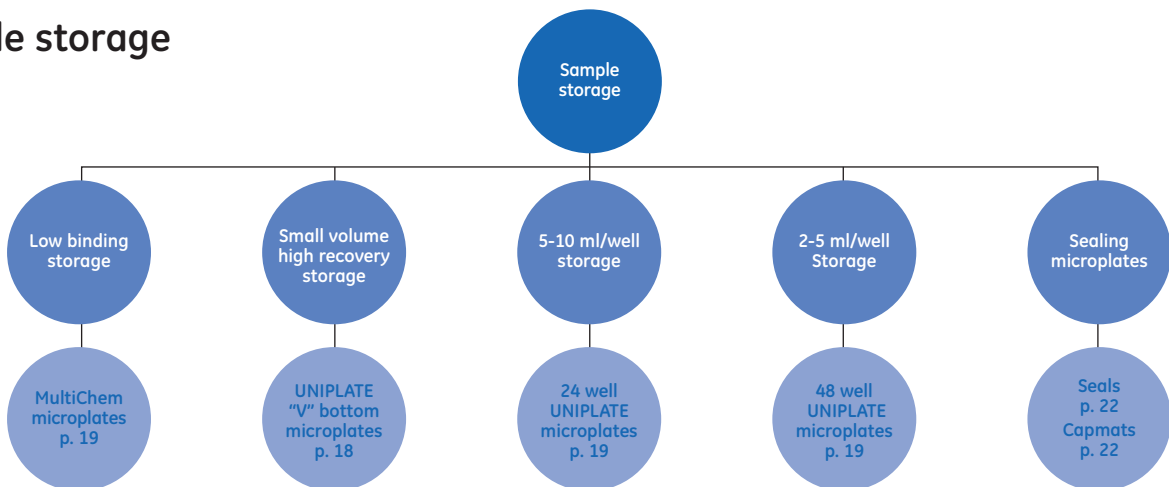 storage
Sample
storage
Low binding
storage
Small volume
high recovery
storage
5-10 ml/well
storage
2-5 ml/well
Storage
Sealing
microplates
MultiChem
microplates
p. 19
UNIPLATE
"V" bottom
microplates
p. 18
24 well
UNIPLATE
microplates
p. 19
48 well
UNIPLATE
microplates
p. 19
Seals
p. 22
Capmats
p. 22